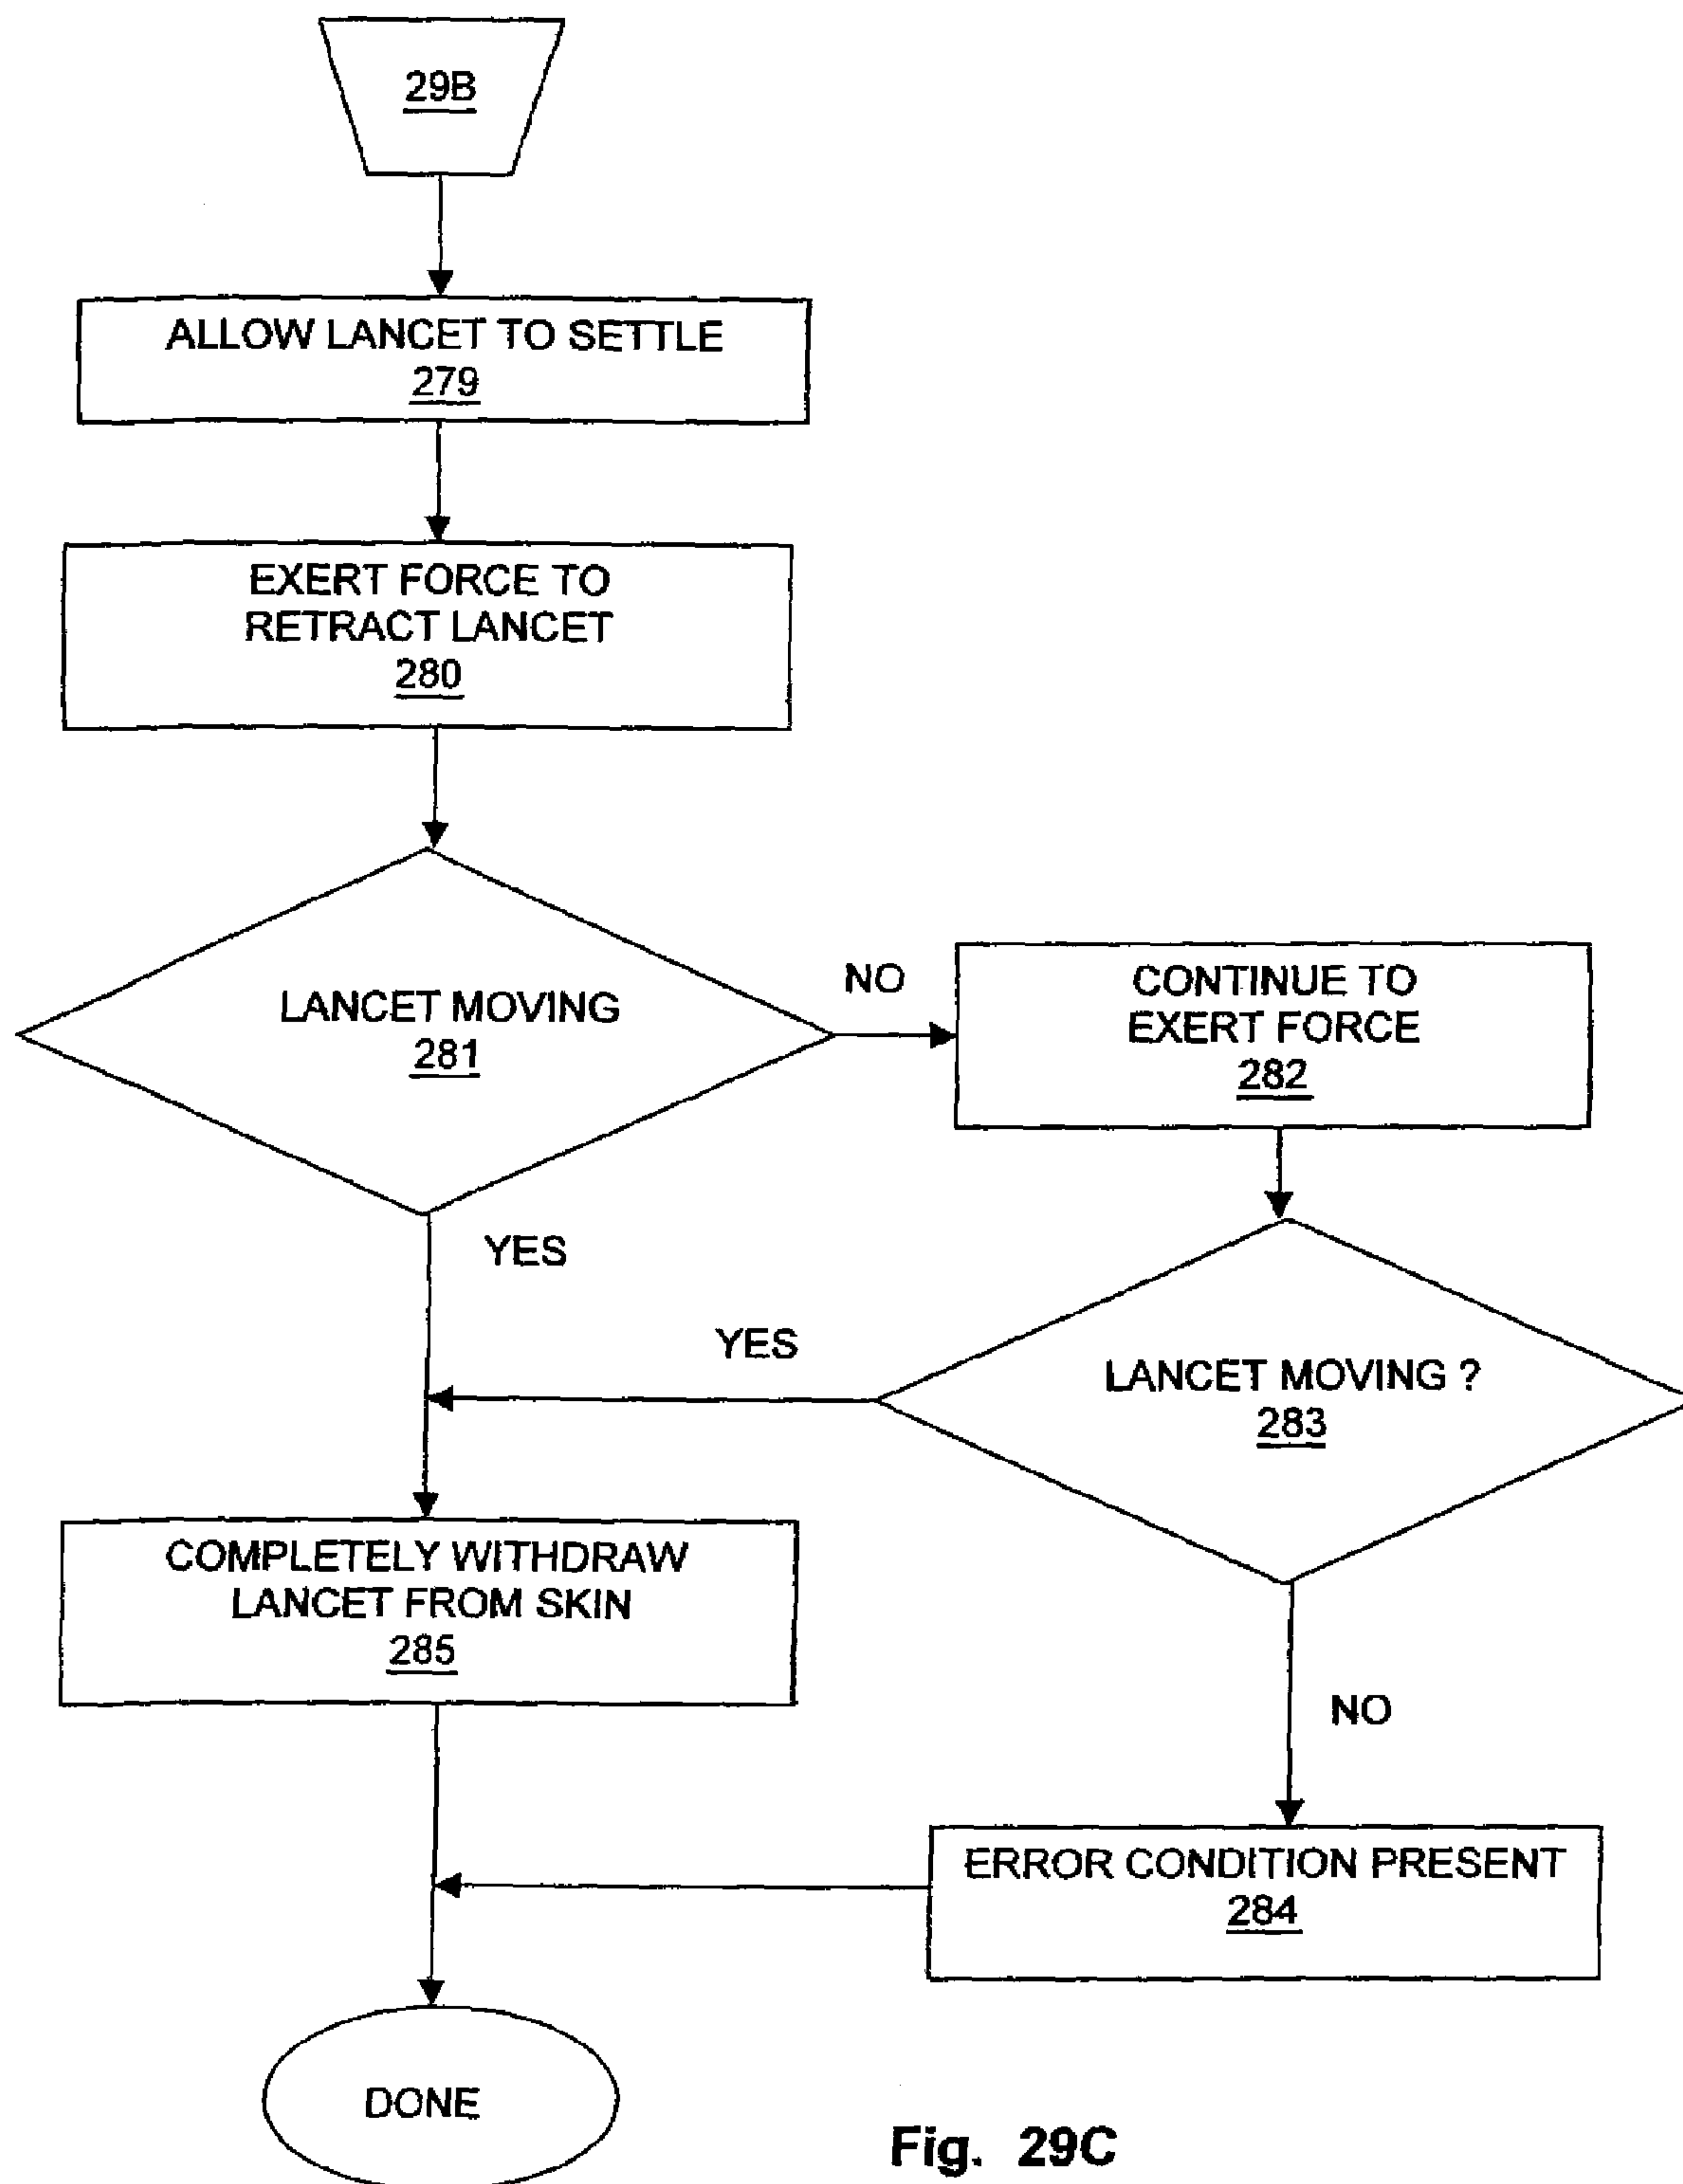 29B
ALLOW LANCET TO SETTLE
279
EXERT FORCE TO
RETRACT LANCET
280
LANCET MOVING
281
NO
CONTINUE TO
EXERT FORCE
282
YES
YES
LANCET MOVING ?
283
COMPLETELY WITHDRAW
LANCET FROM SKIN
285
NO
ERROR CONDITION PRESENT
284
DONE
Fig. 29C